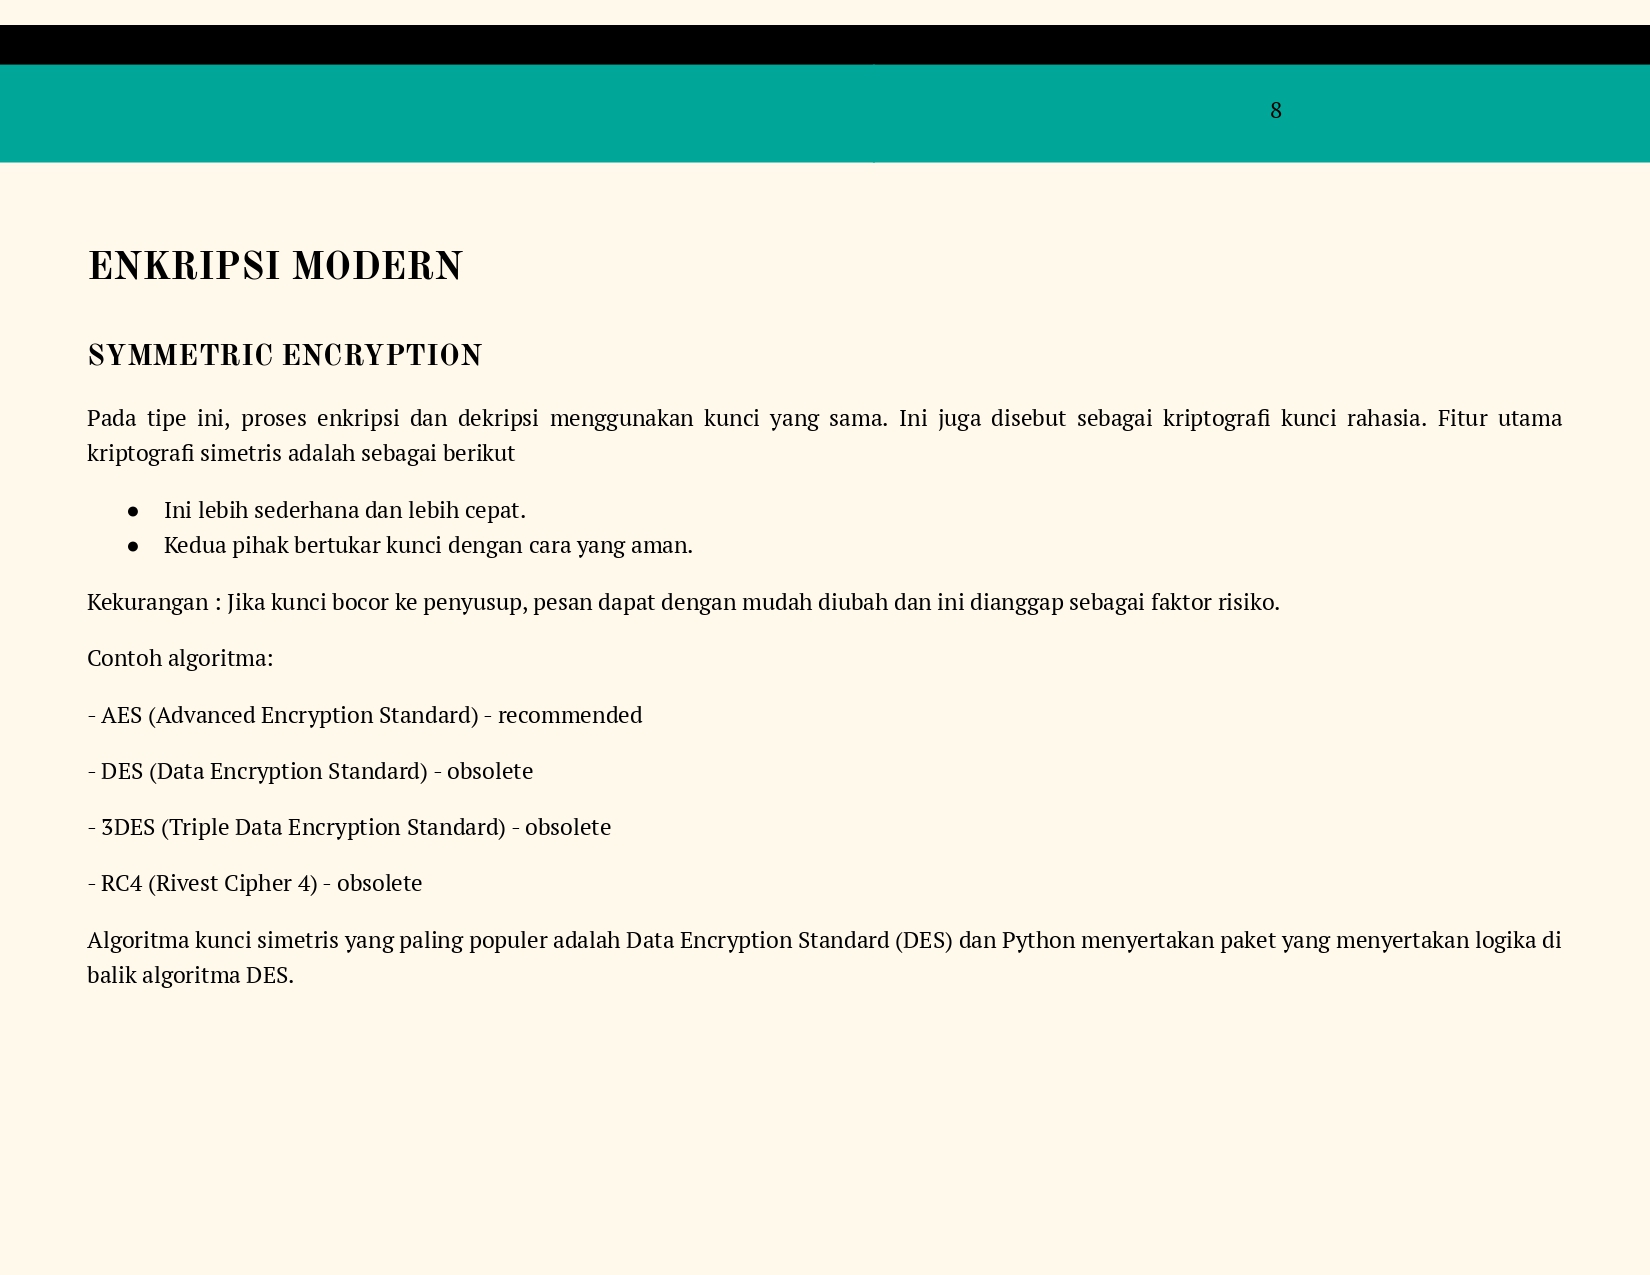 8
ENKRIPSI MODERN
SYMMETRIC ENCRYPTION
Pada tipe ini, proses enkripsi dan dekripsi menggunakan kunci yang sama. Ini juga disebut sebagai kriptografi kunci rahasia. Fitur utama
kriptografi simetris adalah sebagai berikut
● Ini lebih sederhana dan lebih cepat.
● Kedua pihak bertukar kunci dengan cara yang aman.
Kekurangan : Jika kunci bocor ke penyusup, pesan dapat dengan mudah diubah dan ini dianggap sebagai faktor risiko.
Contoh algoritma:
- AES (Advanced Encryption Standard) - recommended
- DES (Data Encryption Standard) - obsolete
- 3DES (Triple Data Encryption Standard) - obsolete
- RC4 (Rivest Cipher 4) - obsolete
Algoritma kunci simetris yang paling populer adalah Data Encryption Standard (DES) dan Python menyertakan paket yang menyertakan logika di
balik algoritma DES.